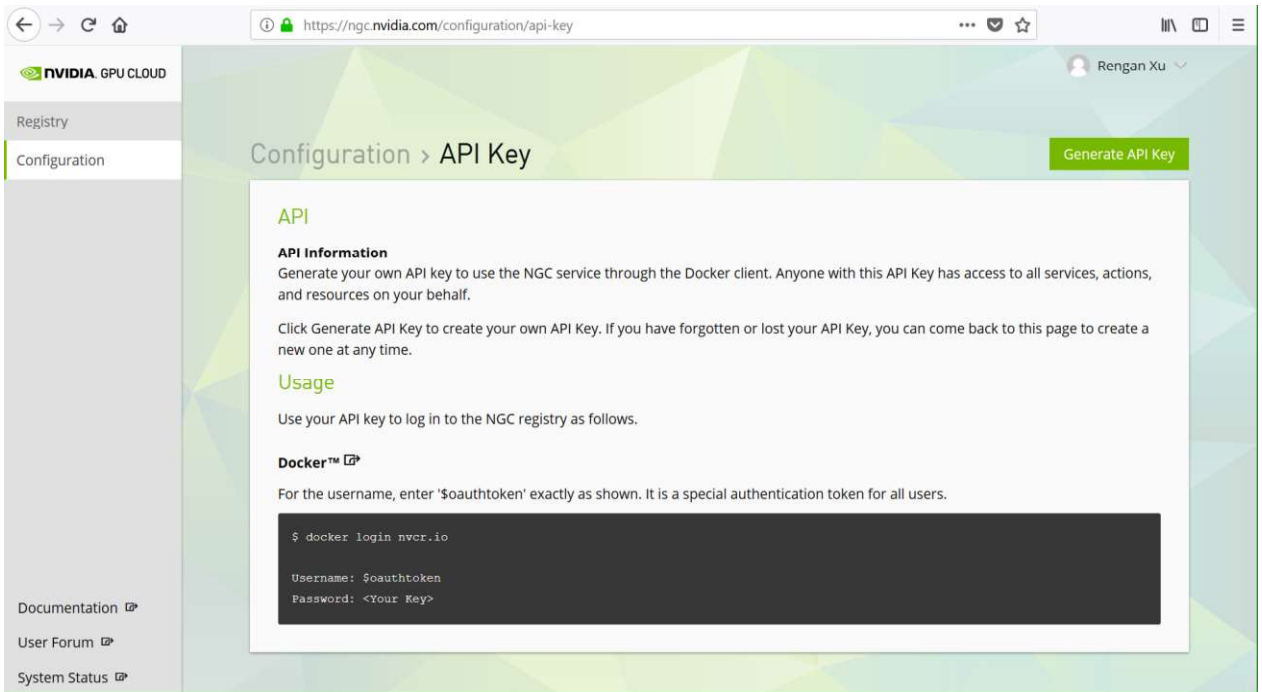 https://ngc.nvidia.com/configuration/api-key
NVIDIA. GPU CLOUD
Rengan Xu
Registry
Configuration
Configuration > API Key
Generate API Key
API
API Information
Generate your own API key to use the NGC service through the Docker client. Anyone with this API Key has access to all services, actions,
and resources on your behalf.
Click Generate API Key to create your own API Key. If you have forgotten or lost your API Key, you can come back to this page to create a
new one at any time.
Usage
Use your API key to log in to the NGC registry as follows.
Docker™
For the username, enter '$oauthtoken' exactly as shown. It is a special authentication token for all users.
$ docker login nvcr.io
Username: $oauthtoken
Password: <Your Key>
Documentation
User Forum
System Status